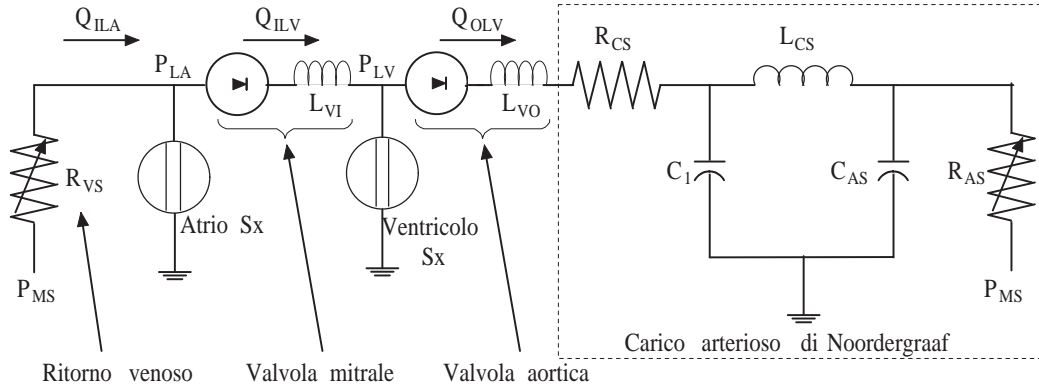 Q_ILA
Q_ILV
Q_OLV
R_CS
L_CS
P_LA
P_LV
L_VI
L_VO
R_VS
C_1
C_AS
R_AS
Atrio Sx
Ventricolo
Sx
P_MS
P_MS
Carico arterioso di Noordergraaf
Ritorno venoso
Valvola mitrale
Valvola aortica